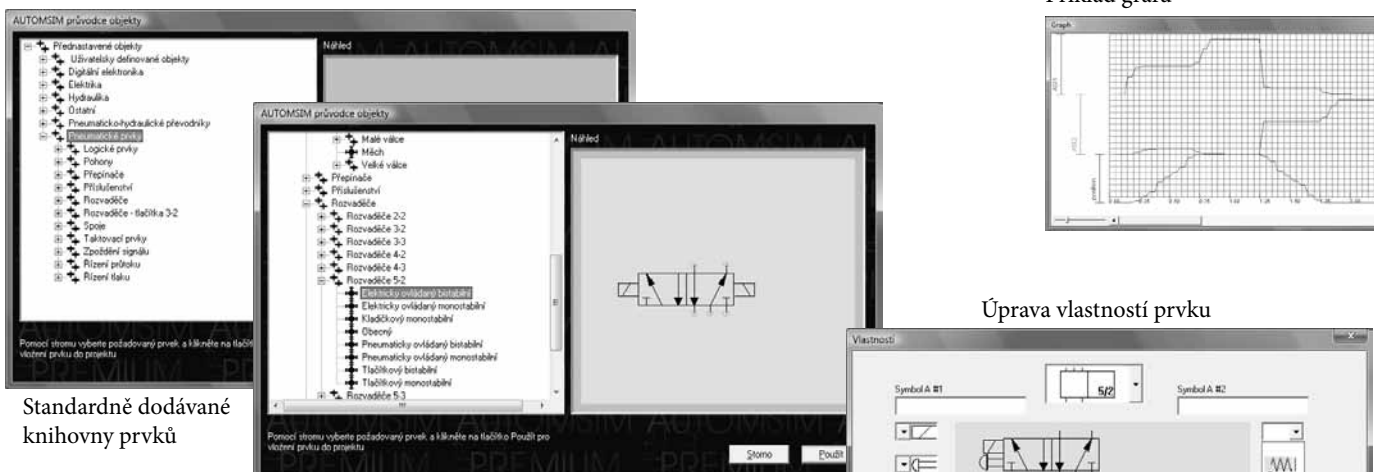 Příklad grafu
AUTOMSIM průvodce objekty
Přednastavené objekty
Uživatelsky definované objekty
Digitální elektronika
Elektrika
Hydraulika
Ostatní
Pneumaticko-hydraulické převodníky
Pneumatické prvky
Logické prvky
Pohony
Přepínače
Příslušenství
Rozvaděče
Rozvaděče - tlačítka 3-2
Spoje
Taktovací prvky
Zpoždění signálu
Řízení průtoku
Řízení tlaku
Náhled
Pomocí stromu vyberte požadovaný prvek a klikněte na tlačít
vložení prvku do projektu
Standardně dodávané
knihovny prvků
AUTOMSIM průvodce objekty
Malé válce
Měch
Velké válce
Přepínače
Příslušenství
Rozvaděče
Rozvaděče 2-2
Rozvaděče 3-2
Rozvaděče 3-3
Rozvaděče 4-2
Rozvaděče 4-3
Rozvaděče 5-2
Elektricky ovládaný bistabilní
Elektricky ovládaný monostabilní
Kladičkový monostabilní
Obecný
Pneumaticky ovládaný bistabilní
Pneumaticky ovládaný monostabilní
Tlačítkový bistabilní
Tlačítkový monostabilní
Rozvaděče 5-3
Náhled
Pomocí stromu vyberte požadovaný prvek a klikněte na tlačítko Použít pro
vložení prvku do projektu
Storno
Použít
Graph
position
Úprava vlastností prvku
Vlastnosti
Symbol A #1
5/2
Symbol A #2